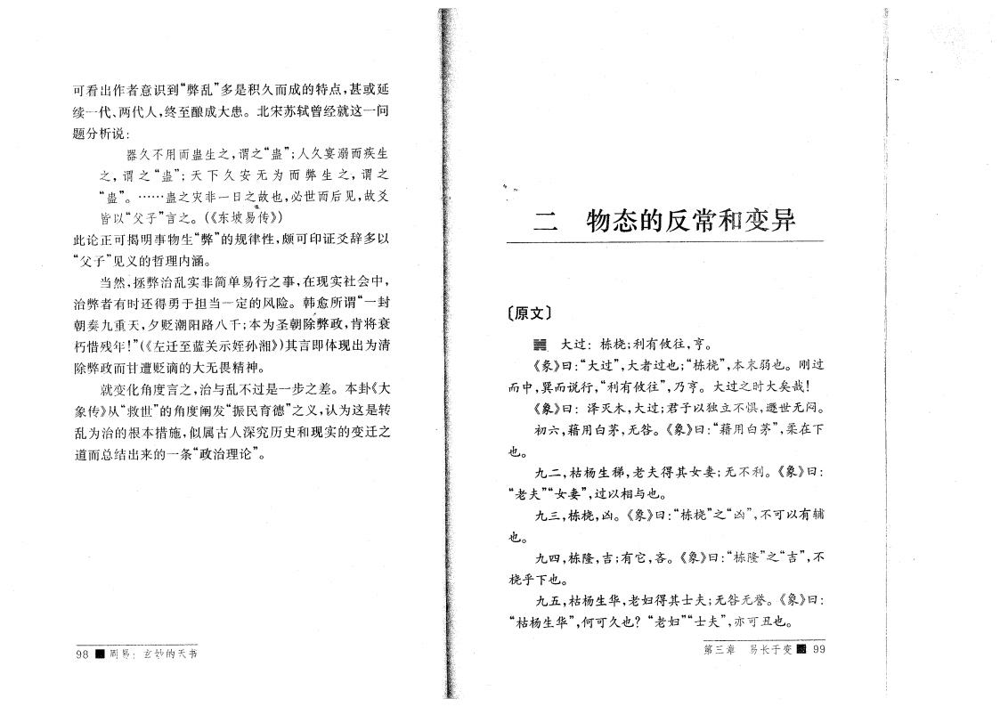 可看出作者意识到“弊乱”多是积久而成的特点,甚或延
续一代、两代人,终至酿成大患。北宋苏轼曾经就这一问
题分析说:
器久不用而蛊生之,谓之“蛊”;人久宴溺而疾生
之,谓之“蛊”;天下久安无为而弊生之,谓之
“蛊”。……蛊之灾非一日之故也,必世而后见,故爻
皆以“父子”言之。(《东坡易传》)
此论正可揭明事物生“弊”的规律性,颇可印证爻辞多以
“父子”见义的哲理内涵。
当然,拯弊治乱实非简单易行之事,在现实社会中,
治弊者有时还得勇于担当一定的风险。韩愈所谓“一封
朝奏九重天,夕贬潮阳路八千;本为圣朝除弊政,肯将衰
朽惜残年!”(《左迁至蓝关示姪孙湘》)其言即体现出为清
除弊政而甘遭贬谪的大无畏精神。
就变化角度言之,治与乱不过是一步之差。本卦《大
象传》从“救世”的角度阐发“振民育德”之义,认为这是转
乱为治的根本措施,似属古人深究历史和现实的变迁之
道而总结出来的一条“政治理论”。
98 ■ 周易:玄妙的天书
二 物态的反常和变异
〔原文〕
䷛ 大过:栋桡;利有攸往,亨。
《彖》曰:“大过”,大者过也;“栋桡”,本末弱也。刚过
而中,巽而说行,“利有攸往”,乃亨。大过之时大矣哉!
《象》曰:泽灭木,大过;君子以独立不惧,遯世无闷。
初六,藉用白茅,无咎。《象》曰:“藉用白茅”,柔在下
也。
九二,枯杨生稊,老夫得其女妻;无不利。《象》曰:
“老夫”“女妻”,过以相与也。
九三,栋桡,凶。《象》曰:“栋桡”之“凶”,不可以有辅
也。
九四,栋隆,吉;有它,吝。《象》曰:“栋隆”之“吉”,不
桡乎下也。
九五,枯杨生华,老妇得其士夫;无咎无誉。《象》曰:
“枯杨生华”,何可久也?“老妇”“士夫”,亦可丑也。
第三章 易长于变 ■ 99